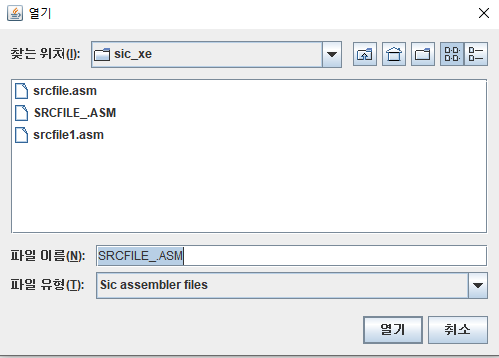 열기
찾는 위치(I): sic_xe
srcfile.asm
SRCFILE_.ASM
srcfile1.asm
파일 이름(N): SRCFILE_.ASM
파일 유형(T): Sic assembler files
열기 취소